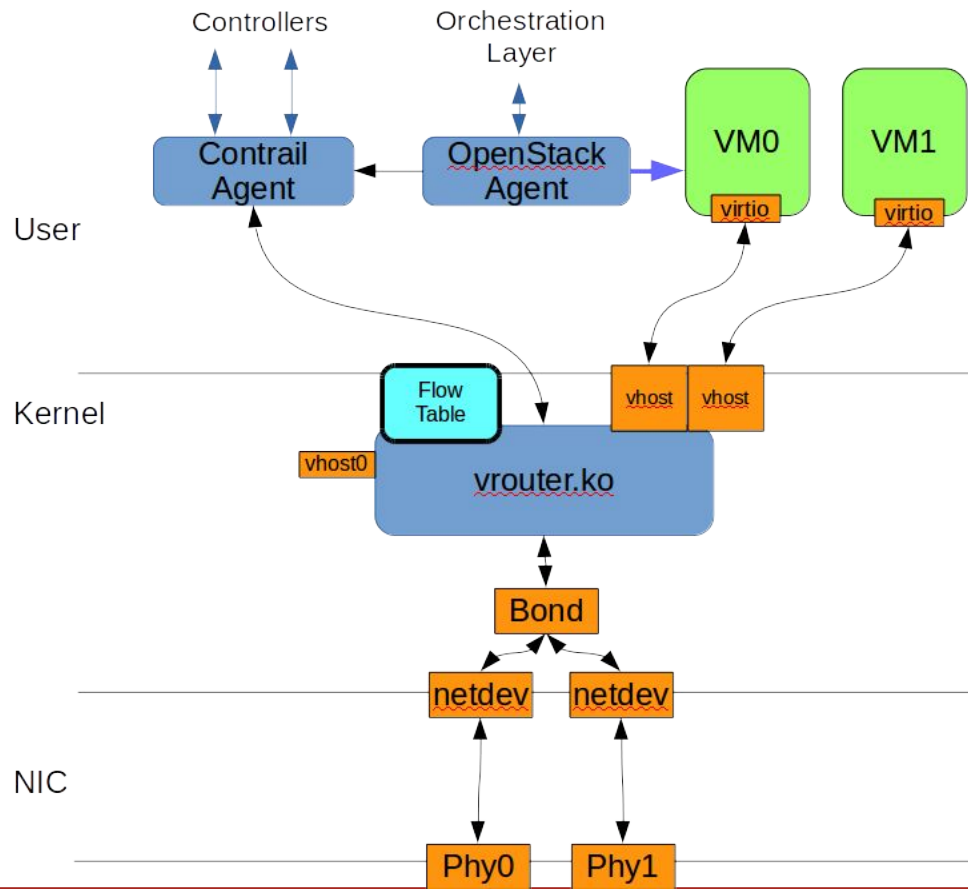 Controllers
Orchestration
Layer
Contrail
Agent
OpenStack
Agent
VM0
VM1
virtio
virtio
User
Kernel
Flow
Table
vhost
vhost
vhost0
vrouter.ko
Bond
netdev
netdev
NIC
Phy0
Phy1